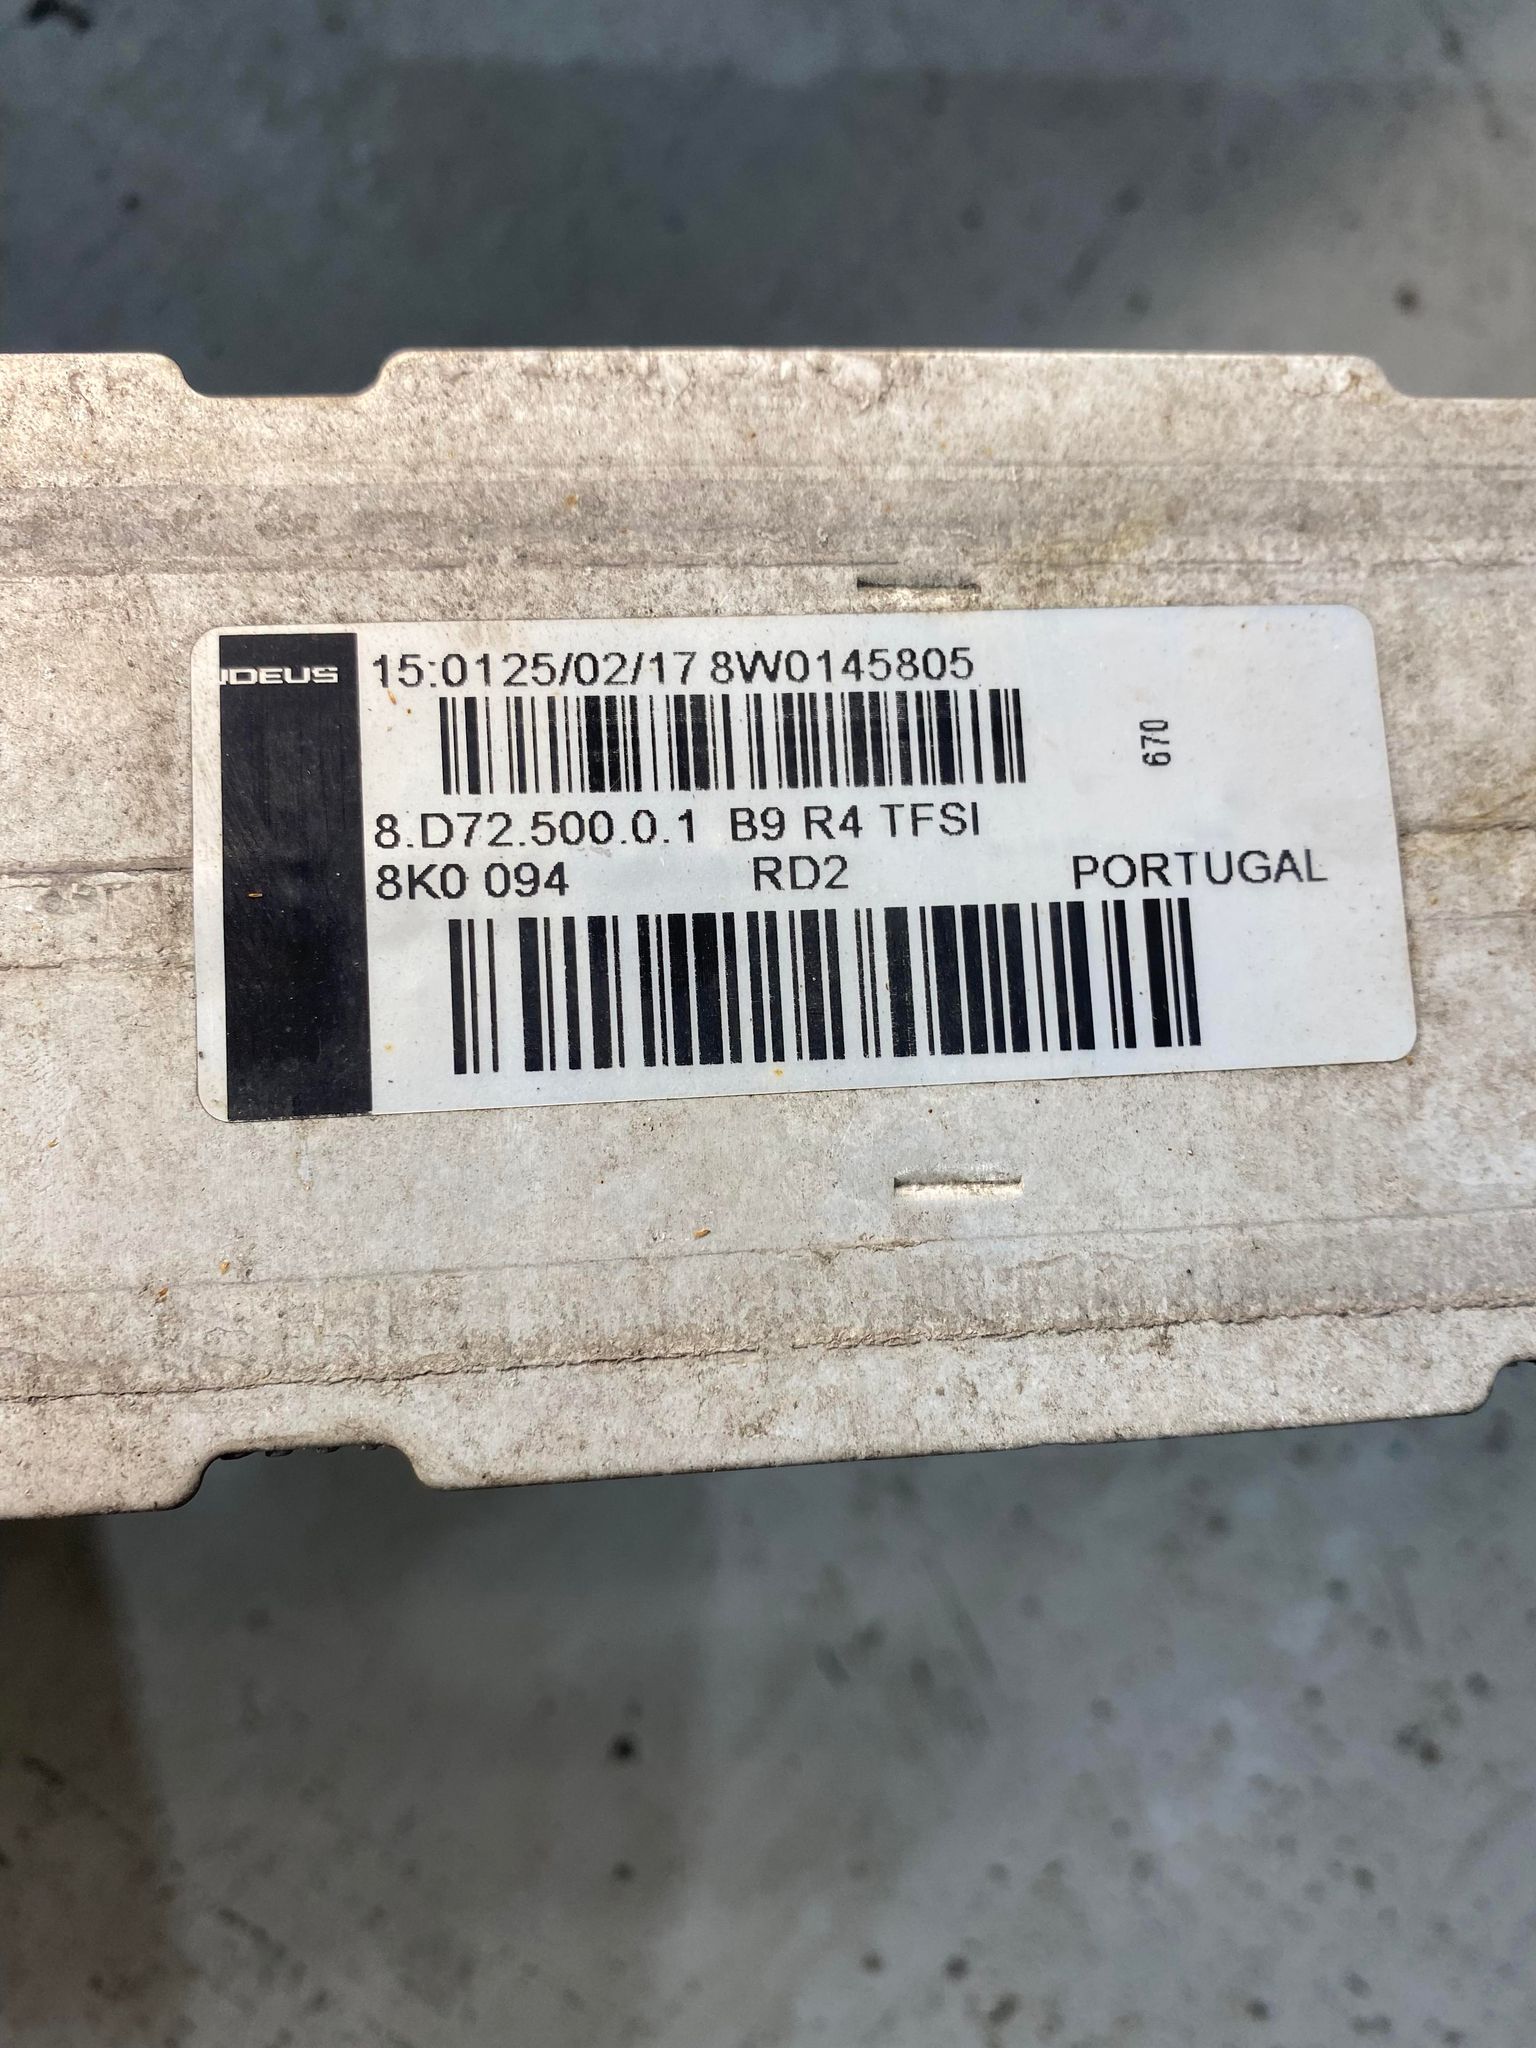 IDEUS
15:0125/02/17 8W0145805
670
8.D72.500.0.1 B9 R4 TFSI
8K0 094 RD2 PORTUGAL